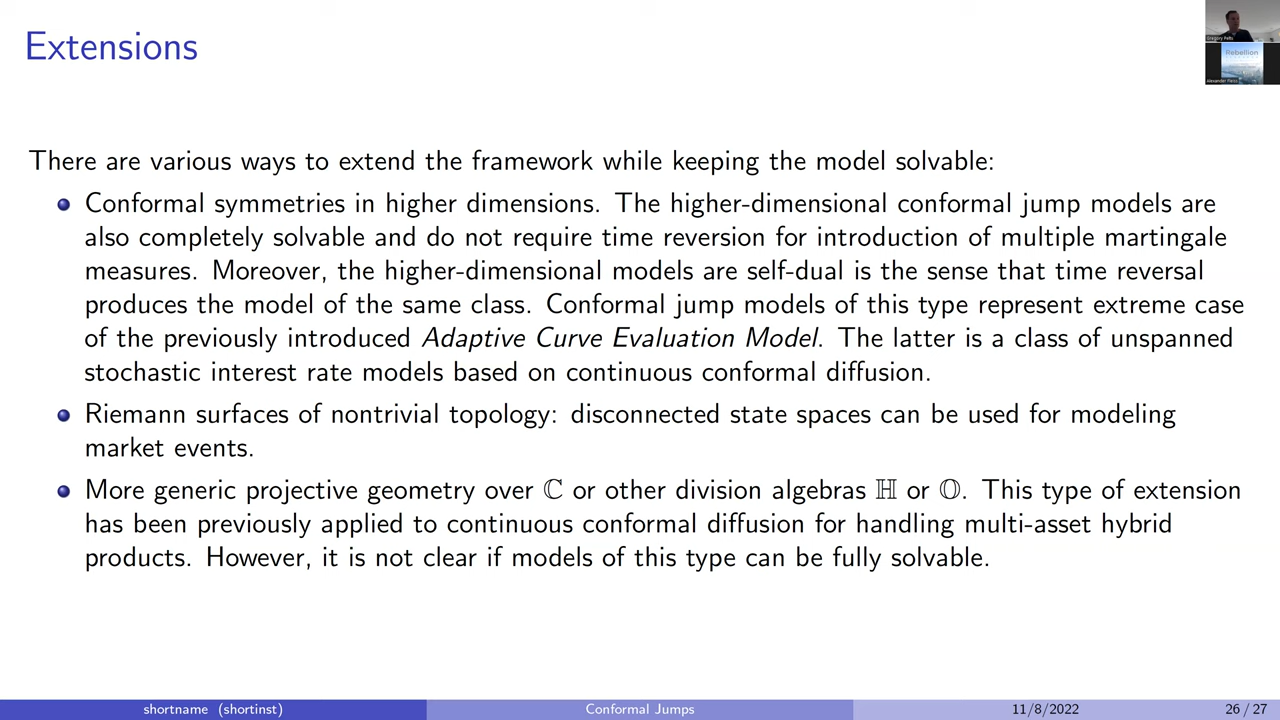 Extensions
Gregory Pelts
Rebellion
There are various ways to extend the framework while keeping the model solvable:
Conformal symmetries in higher dimensions. The higher-dimensional conformal jump models are
also completely solvable and do not require time reversion for introduction of multiple martingale
measures. Moreover, the higher-dimensional models are self-dual is the sense that time reversal
produces the model of the same class. Conformal jump models of this type represent extreme case
of the previously introduced Adaptive Curve Evaluation Model. The latter is a class of unspanned
stochastic interest rate models based on continuous conformal diffusion.
Riemann surfaces of nontrivial topology: disconnected state spaces can be used for modeling
market events.
More generic projective geometry over ℂ or other division algebras ℍ or 𝕆. This type of extension
has been previously applied to continuous conformal diffusion for handling multi-asset hybrid
products. However, it is not clear if models of this type can be fully solvable.
shortname (shortinst)
Conformal Jumps
11/8/2022
26 / 27